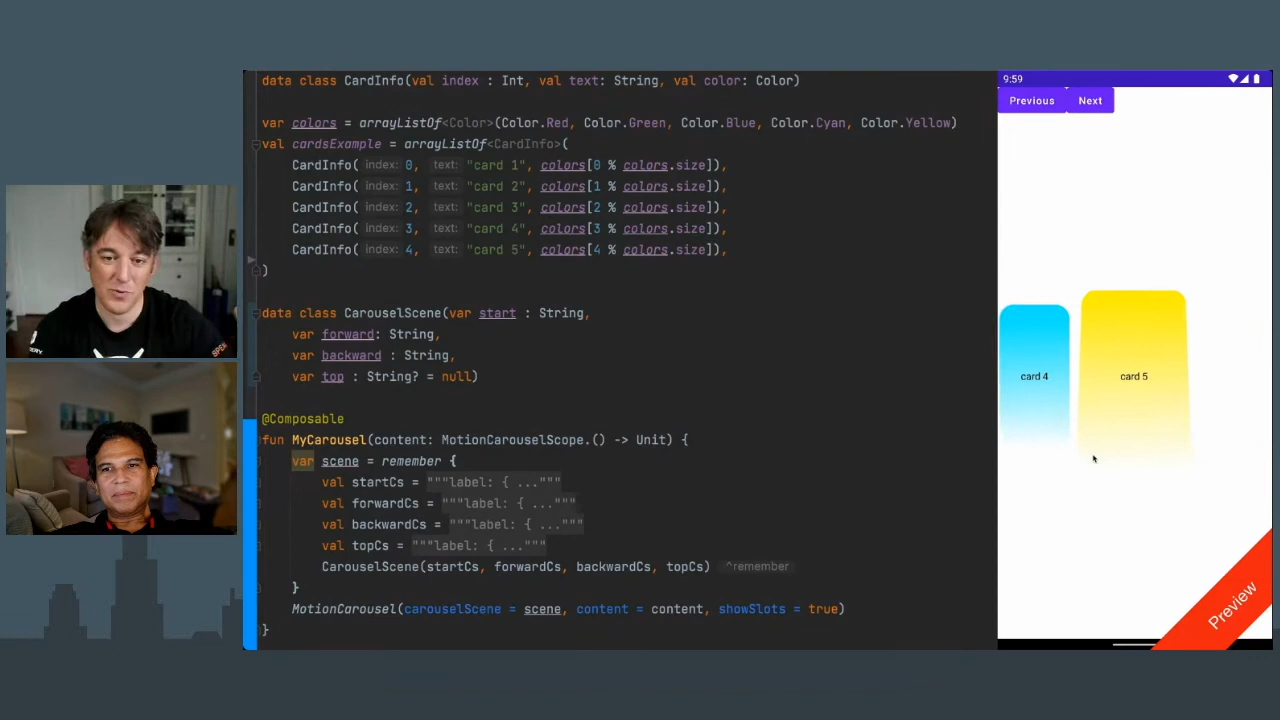 data class CardInfo(val index : Int, val text: String, val color: Color)
var colors = arrayListOf<Color>(Color.Red, Color.Green, Color.Blue, Color.Cyan, Color.Yellow)
val cardsExample = arrayListOf<CardInfo>(
CardInfo( index: 0, text: "card 1", colors[0 % colors.size]),
CardInfo( index: 1, text: "card 2", colors[1 % colors.size]),
CardInfo( index: 2, text: "card 3", colors[2 % colors.size]),
CardInfo( index: 3, text: "card 4", colors[3 % colors.size]),
CardInfo( index: 4, text: "card 5", colors[4 % colors.size]),
)
data class CarouselScene(var start : String,
var forward: String,
var backward : String,
var top : String? = null)
@Composable
fun MyCarousel(content: MotionCarouselScope.() -> Unit) {
var scene = remember {
val startCs = """label: { ..."""
val forwardCs = """label: { ..."""
val backwardCs = """label: { ..."""
val topCs = """label: { ..."""
CarouselScene(startCs, forwardCs, backwardCs, topCs) ^remember
}
MotionCarousel(carouselScene = scene, content = content, showSlots = true)
}
9:59
Previous Next
card 4 card 5
Preview